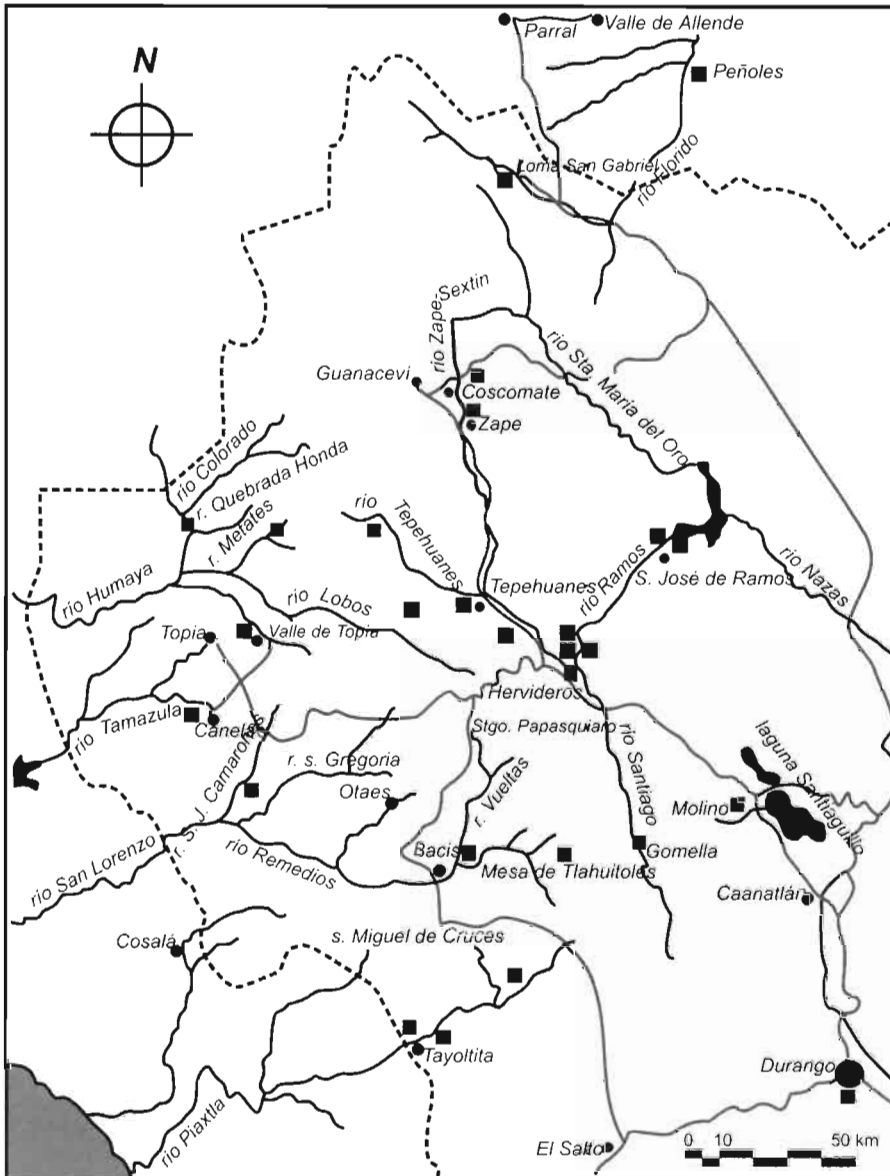 Parral
Valle de Allende
N
Peñoles
Loma San Gabriel
rio Florido
rio Zape
Sextin
rio Sta. Maria del Oro
Guanacevi
Coscomate
Zape
rio Colorado
r. Quebrada Honda
r. Metates
rio Tepehuanes
rio Humaya
rio Lobos
Tepehuanes
rio Ramos
S. José de Ramos
rio Nazas
Topia
Valle de Topia
Hervideros
rio Tamazula
Canela
Stgo. Papasquiaro
r. S. J. Camarones
r. s. Gregoria
Otaes
r. Vueltas
rio Santiago
laguna Santiaguillo
Molino
rio San Lorenzo
rio Remedios
Bacis
Mesa de Tlahuitoles
Gomella
Caanatlán
Cosalá
s. Miguel de Cruces
Tayoltita
Durango
rio Piaxtla
El Salto
0 10 50 km